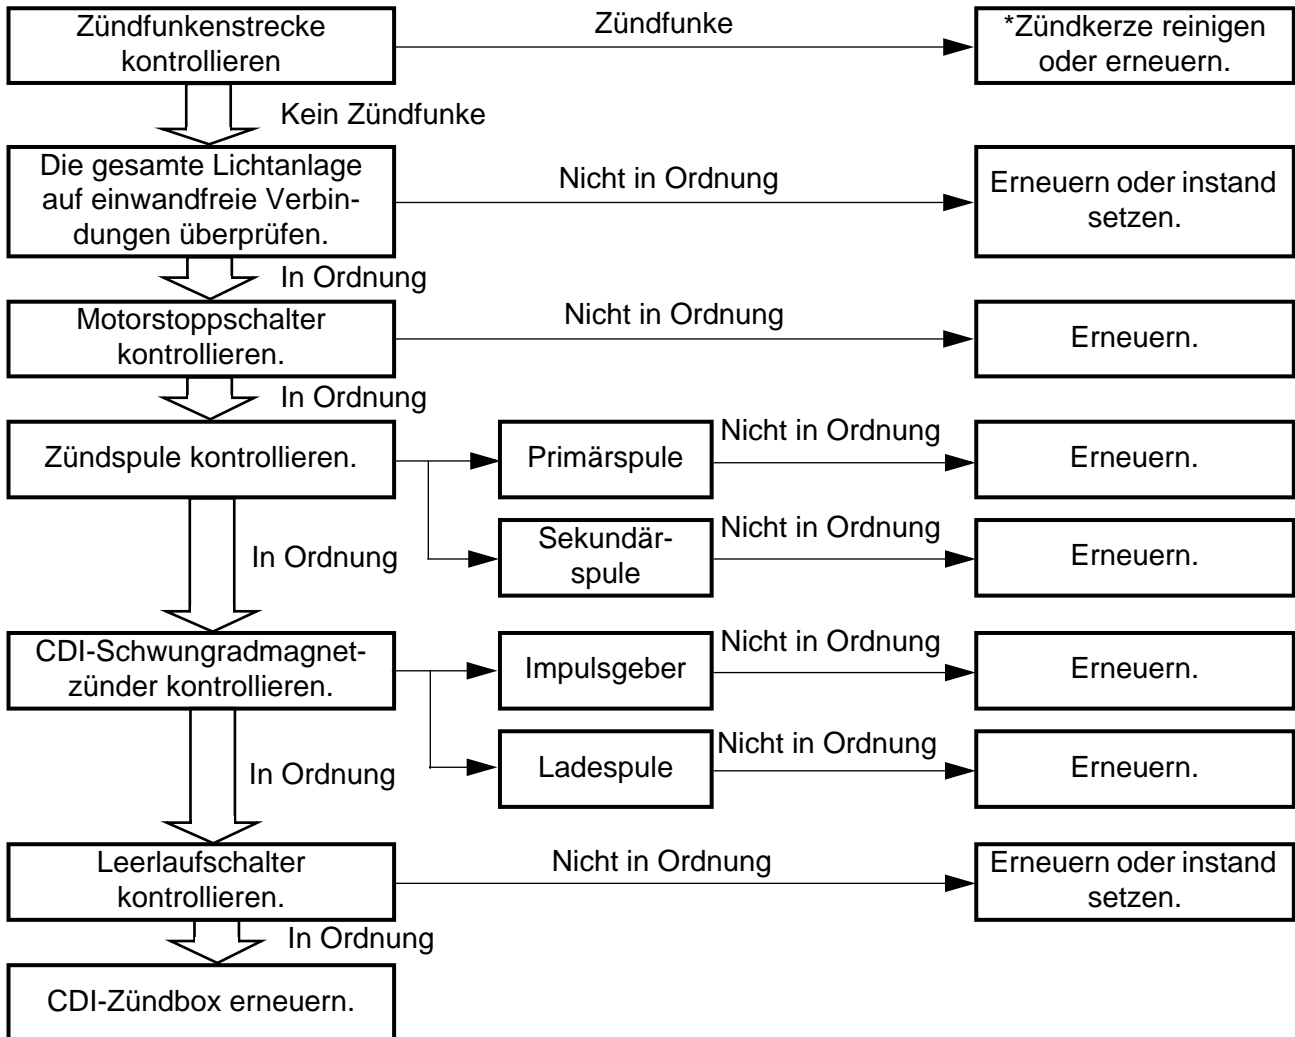 Zündfunkenstrecke
kontrollieren
Zündfunke
*Zündkerze reinigen
oder erneuern.
Kein Zündfunke
Die gesamte Lichtanlage
auf einwandfreie Verbin-
dungen überprüfen.
Nicht in Ordnung
Erneuern oder instand
setzen.
In Ordnung
Motorstoppschalter
kontrollieren.
Nicht in Ordnung
Erneuern.
In Ordnung
Zündspule kontrollieren.
Primärspule
Nicht in Ordnung
Erneuern.
Sekundär-
spule
Nicht in Ordnung
Erneuern.
In Ordnung
CDI-Schwungradmagnet-
zünder kontrollieren.
Impulsgeber
Nicht in Ordnung
Erneuern.
Ladespule
Nicht in Ordnung
Erneuern.
In Ordnung
Leerlaufschalter
kontrollieren.
Nicht in Ordnung
Erneuern oder instand
setzen.
In Ordnung
CDI-Zündbox erneuern.